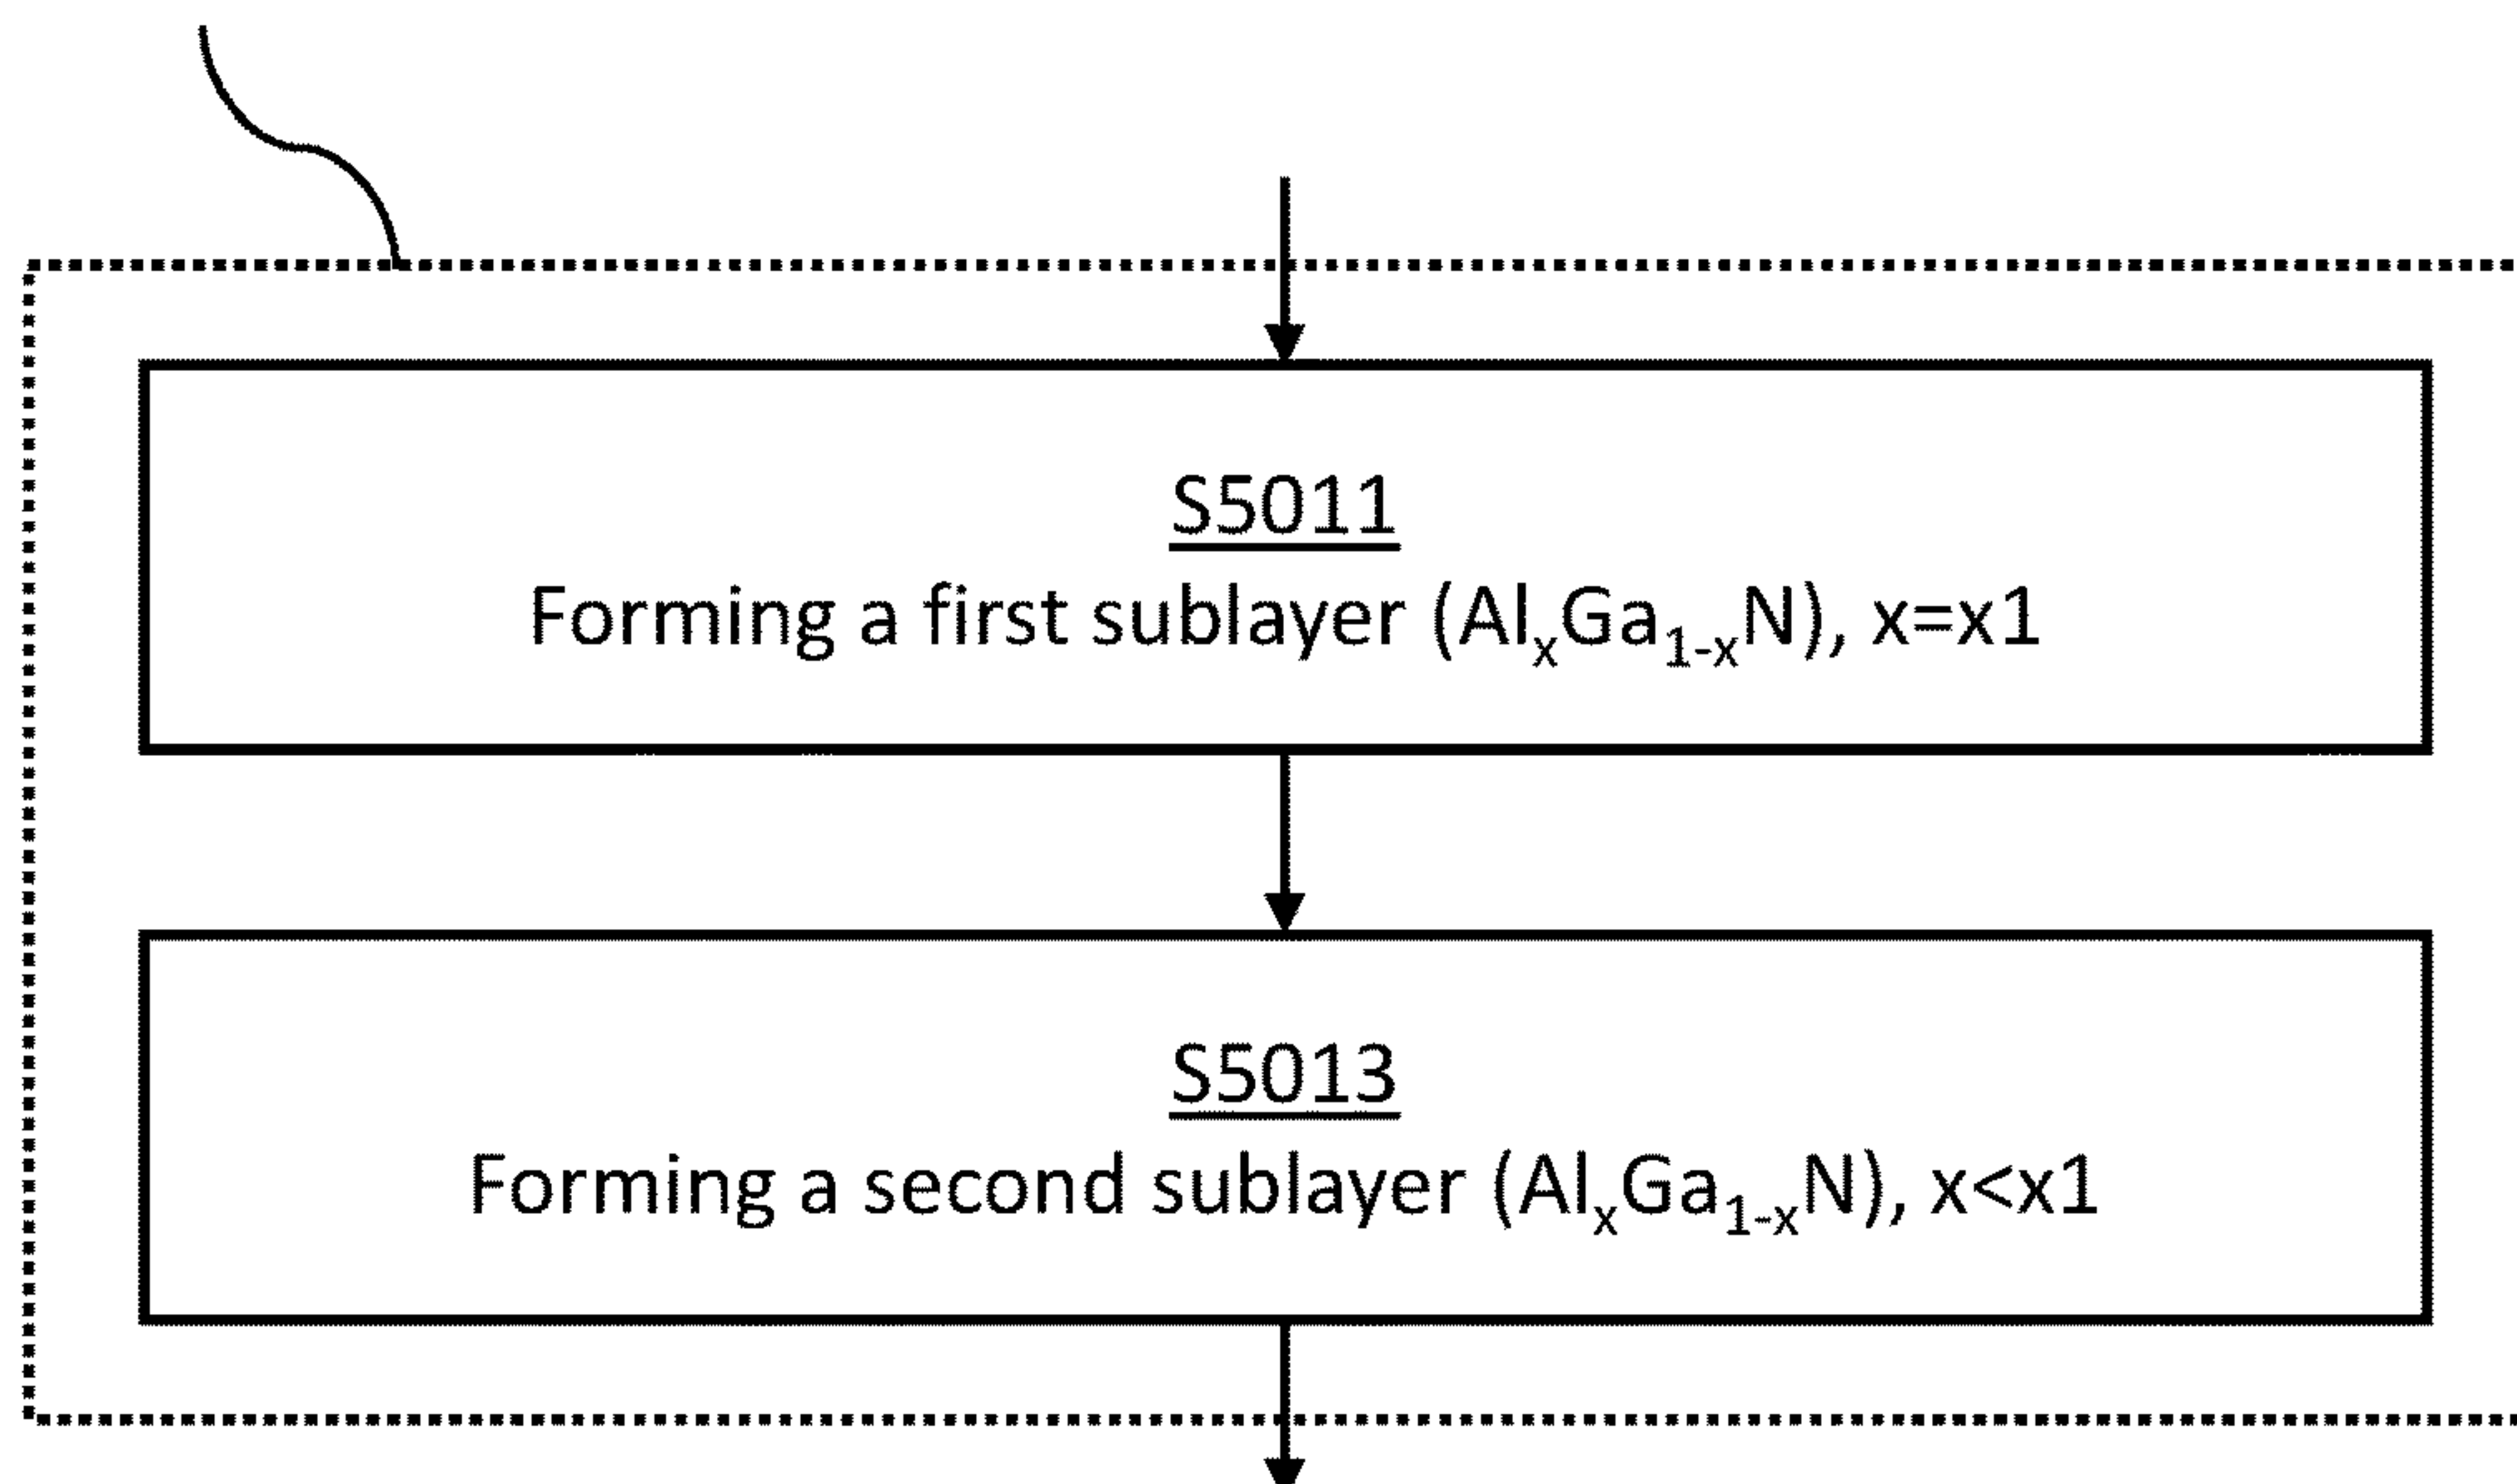 S5011
Forming a first sublayer (AlₓGa₁₋ₓN), x=x1
S5013
Forming a second sublayer (AlₓGa₁₋ₓN), x<x1